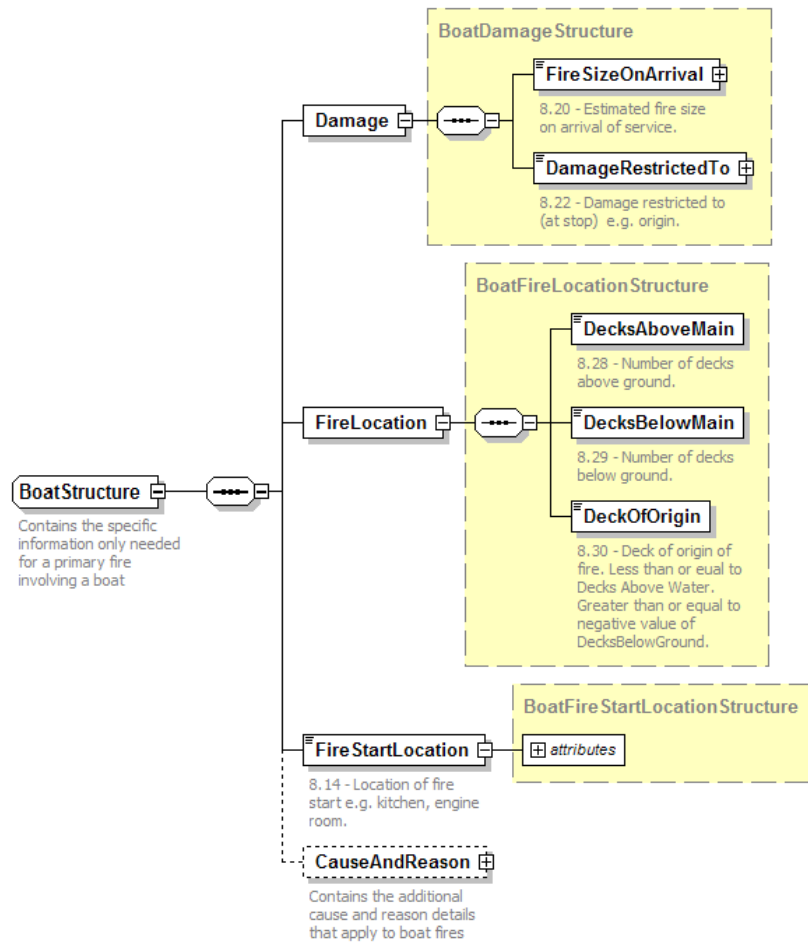 BoatDamageStructure
FireSizeOnArrival
8.20 - Estimated fire size
on arrival of service.
Damage
DamageRestrictedTo
8.22 - Damage restricted to
(at stop) e.g. origin.
BoatFireLocationStructure
DecksAboveMain
8.28 - Number of decks
above ground.
FireLocation
DecksBelowMain
8.29 - Number of decks
below ground.
DeckOfOrigin
8.30 - Deck of origin of
fire. Less than or eual to
Decks Above Water.
Greater than or equal to
negative value of
DecksBelowGround.
BoatStructure
Contains the specific
information only needed
for a primary fire
involving a boat
BoatFireStartLocationStructure
FireStartLocation
attributes
8.14 - Location of fire
start e.g. kitchen, engine
room.
CauseAndReason
Contains the additional
cause and reason details
that apply to boat fires